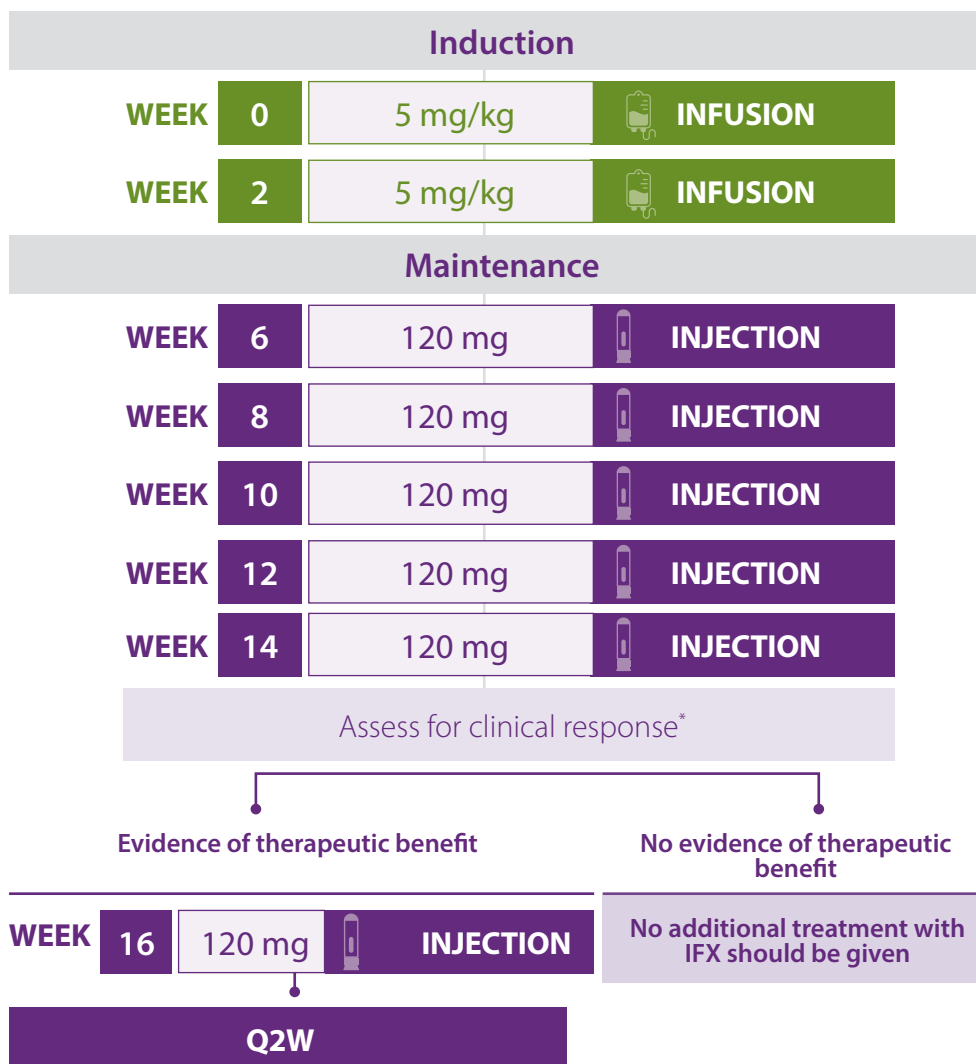 Induction
WEEK 0 5 mg/kg INFUSION
WEEK 2 5 mg/kg INFUSION
Maintenance
WEEK 6 120 mg INJECTION
WEEK 8 120 mg INJECTION
WEEK 10 120 mg INJECTION
WEEK 12 120 mg INJECTION
WEEK 14 120 mg INJECTION
Assess for clinical response*
Evidence of therapeutic benefit
No evidence of therapeutic
benefit
WEEK 16 120 mg INJECTION
No additional treatment with
IFX should be given
Q2W